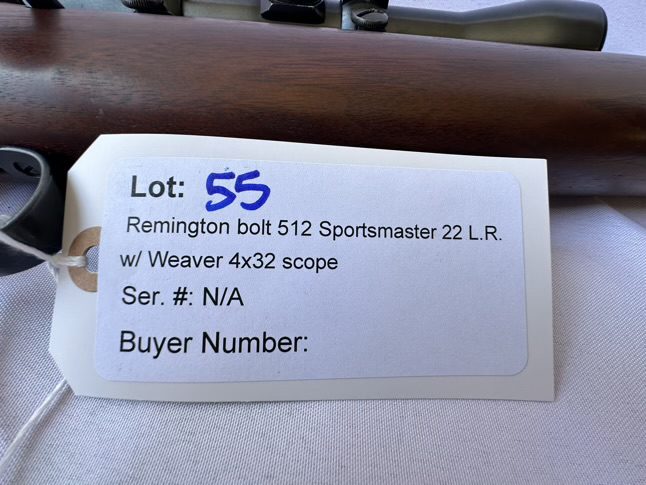 Lot: 55
Remington bolt 512 Sportsmaster 22 L.R.
w/ Weaver 4x32 scope
Ser. #: N/A
Buyer Number: